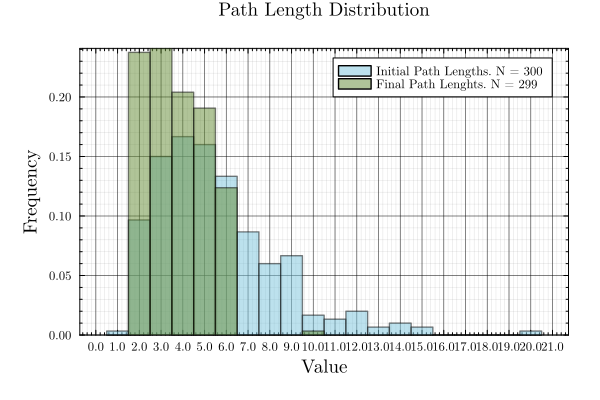 Path Length Distribution
Initial Path Lengths. N = 300
Final Path Lenghts. N = 299
0.20
0.15
0.10
0.05
0.00
Frequency
0.0 1.0 2.0 3.0 4.0 5.0 6.0 7.0 8.0 9.0 10.0 11.0 12.0 13.0 14.0 15.0 16.0 17.0 18.0 19.0 20.0 21.0
Value